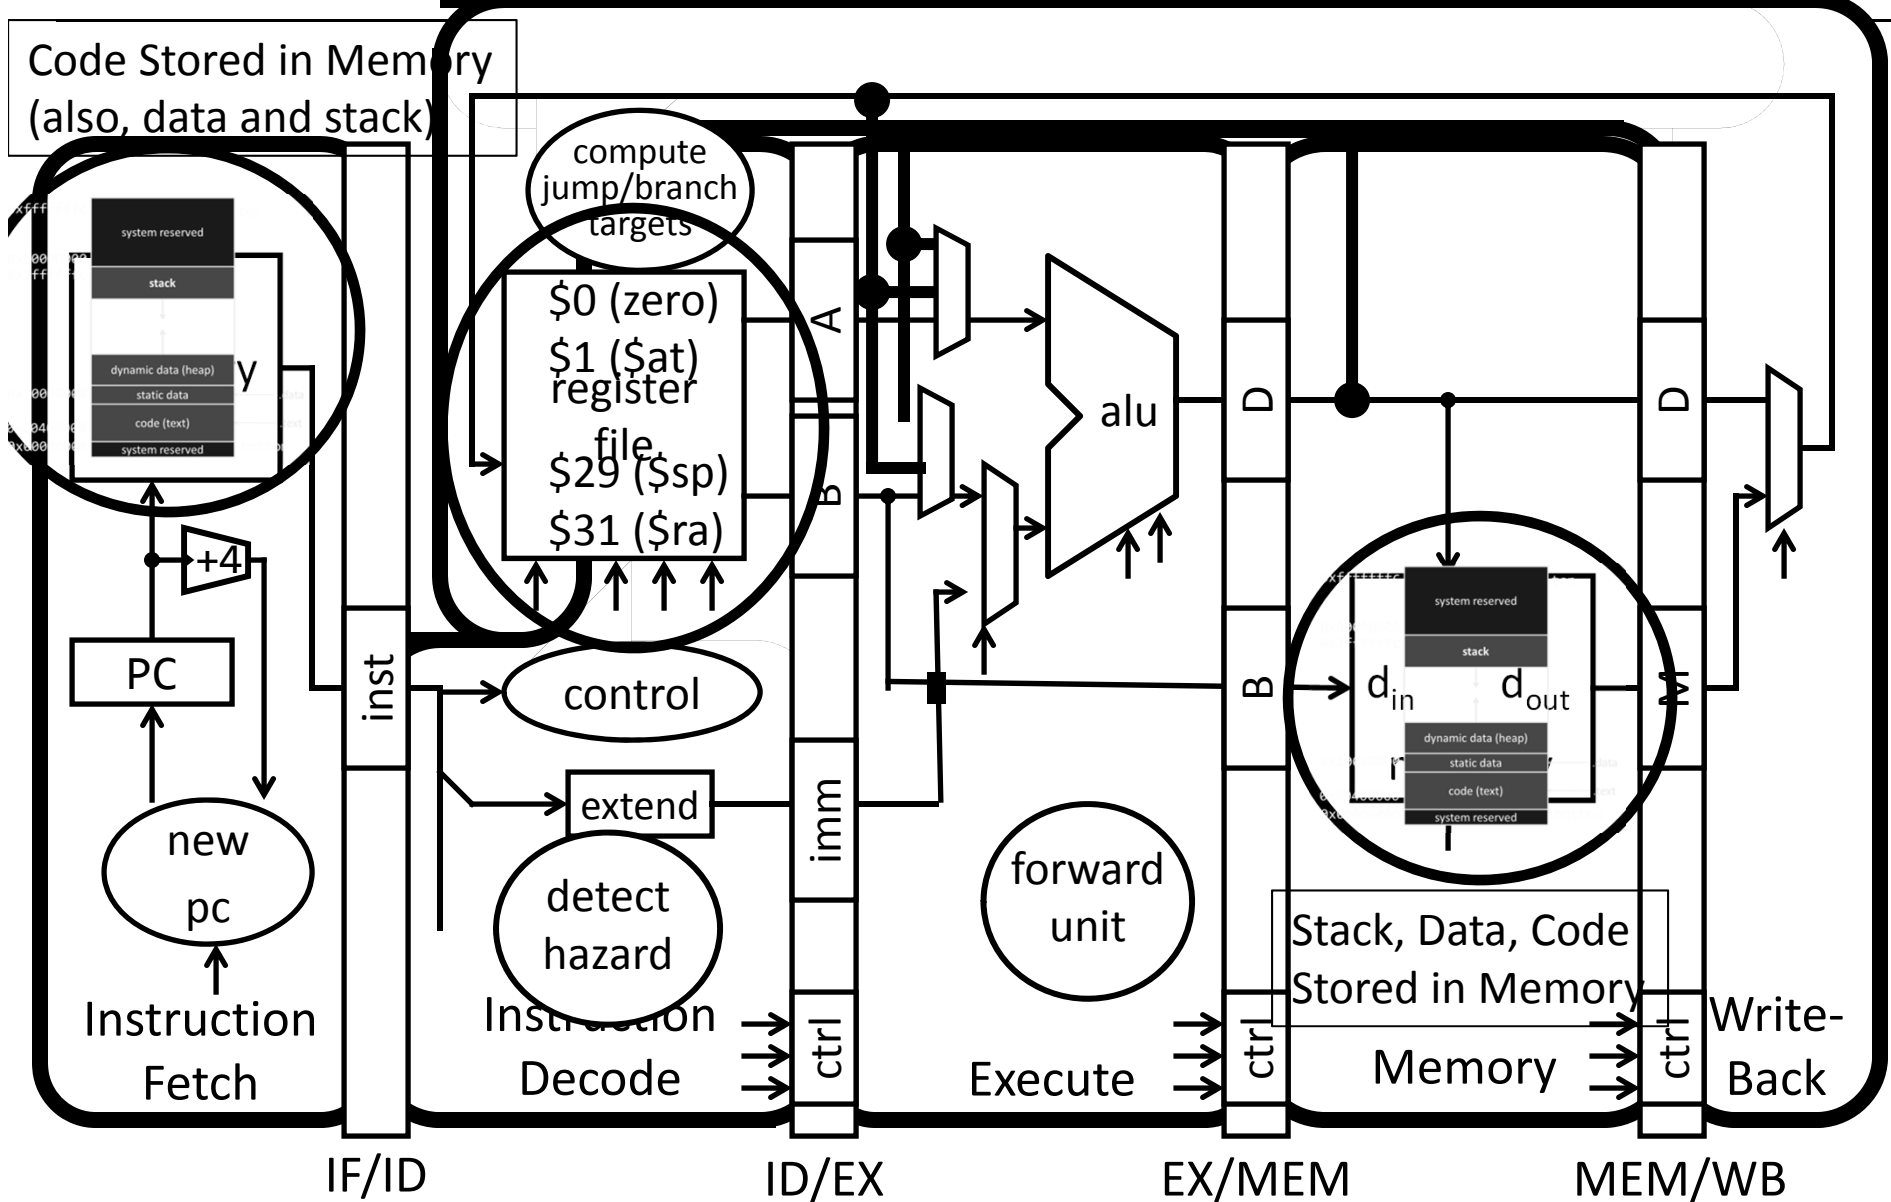 Code Stored in Memory
(also, data and stack)
system reserved
stack
dynamic data (heap)
static data
code (text)
system reserved
y
+4
PC
new
pc
Instruction
Fetch
inst
IF/ID
compute
jump/branch
targets
$0 (zero)
$1 ($at)
register
file
$29 ($sp)
$31 ($ra)
control
extend
detect
hazard
Instruction
Decode
A
B
imm
ctrl
ID/EX
alu
forward
unit
Execute
D
B
ctrl
EX/MEM
system reserved
stack
din
dout
dynamic data (heap)
static data
code (text)
system reserved
.data
.text
Stack, Data, Code
Stored in Memory
Memory
D
M
ctrl
MEM/WB
Write-
Back